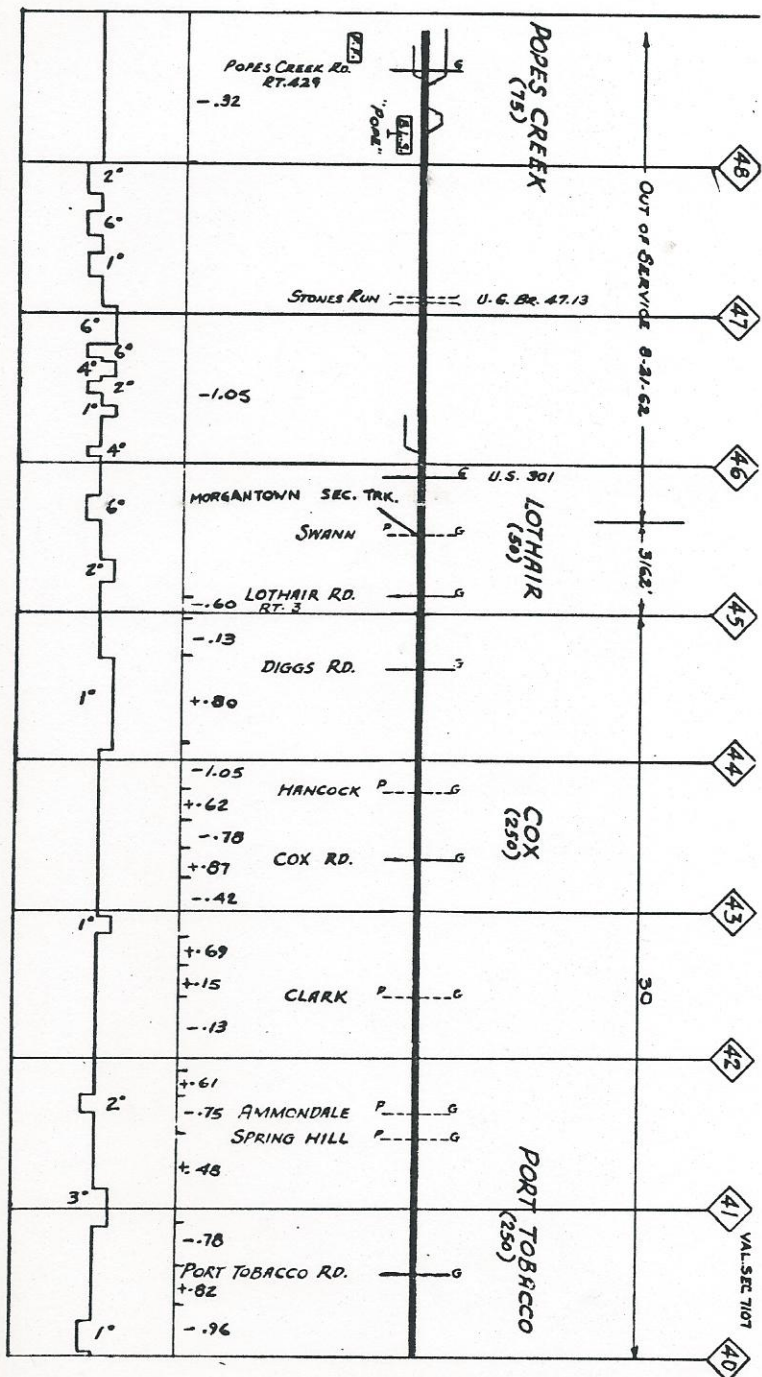 POPES CREEK
(75)
P.P.
POPES CREEK RD.
RT. 429
-.32
B.L.S.
"POPE"
G
48
OUT OF SERVICE 8-21-62
2°
6°
1°
STONES RUN
U.G. BR. 47.13
47
6°
6°
4°
2°
1°
4°
-1.05
46
G
U.S. 301
MORGANTOWN SEC. TRK.
SWANN
P
G
LOTHAIR
(50)
3162'
6°
2°
LOTHAIR RD.
RT. 3
G
-.60
45
-.13
DIGGS RD.
G
1°
+.80
44
-1.05
HANCOCK
P
G
+.62
COX
(250)
-.78
COX RD.
G
+.87
-.42
43
1°
+.69
+.15
CLARK
P
G
30
-.13
42
+.61
2°
-.75
AMMONDALE
P
G
SPRING HILL
P
G
+.48
PORT TOBACCO
(250)
3°
41
VAL. SEC 7107
-.78
PORT TOBACCO RD.
G
+.82
1°
-.96
40